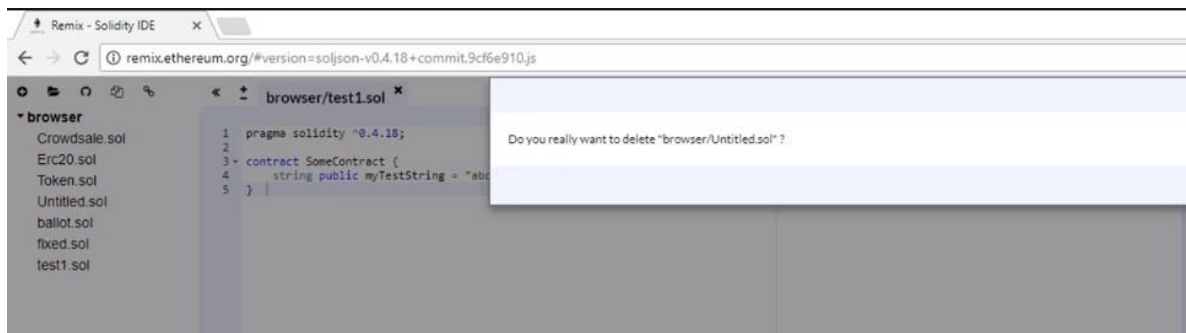 Remix - Solidity IDE
remix.ethereum.org/#version=soljson-v0.4.18+commit.9cf6e910.js
browser/test1.sol
browser
Crowdsale.sol
Erc20.sol
Token.sol
Untitled.sol
ballot.sol
fixed.sol
test1.sol
1 pragma solidity ^0.4.18;
2
3 contract SomeContract {
4 string public myTestString = "abc
5 }
Do you really want to delete "browser/Untitled.sol" ?